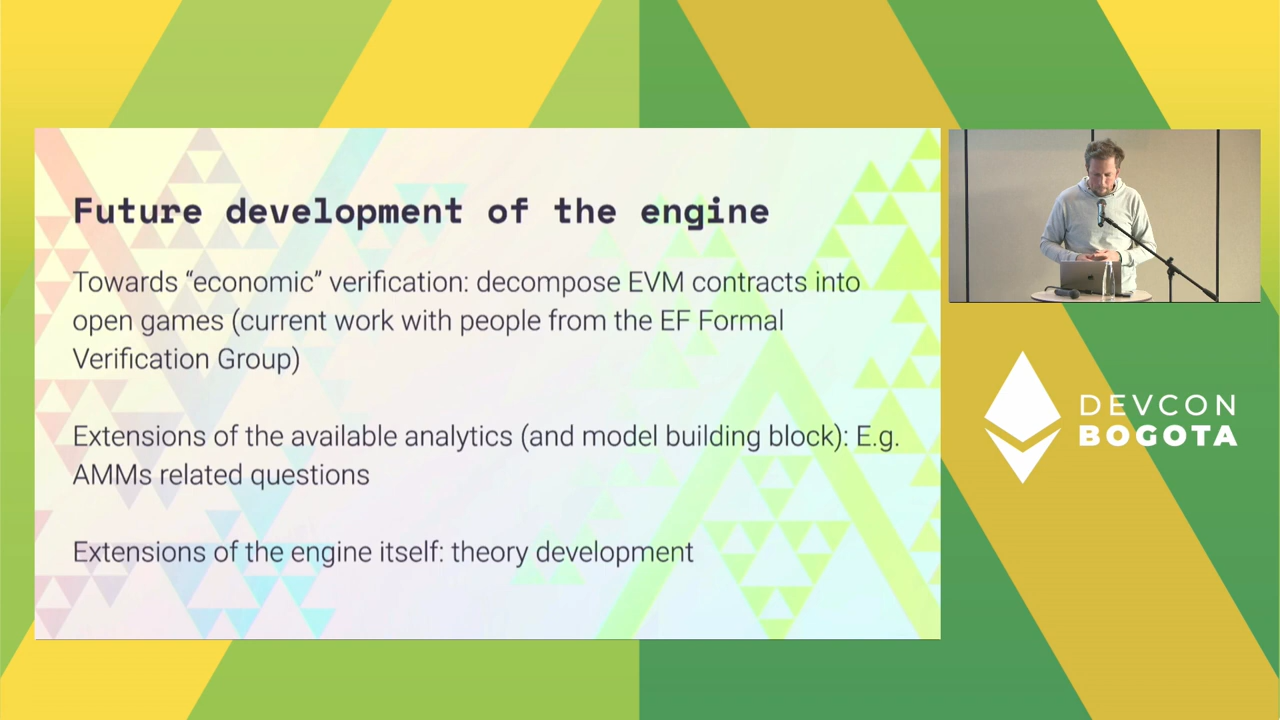 Future development of the engine
Towards “economic” verification: decompose EVM contracts into
open games (current work with people from the EF Formal
Verification Group)
Extensions of the available analytics (and model building block): E.g.
AMMs related questions
Extensions of the engine itself: theory development
DEVCON
BOGOTA